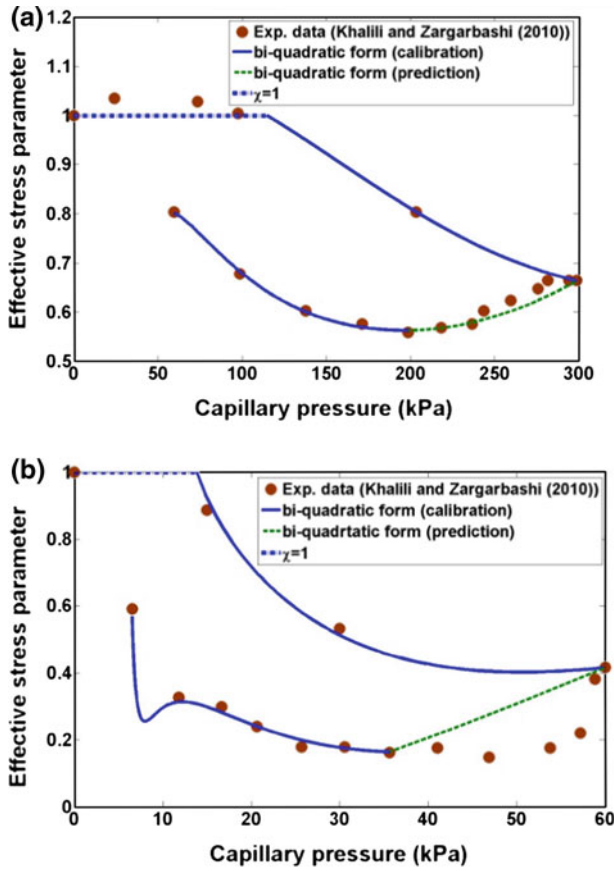 (a)
1.2
1.1
1
0.9
0.8
0.7
0.6
0.5
Effective stress parameter
Exp. data (Khalili and Zargarbashi (2010))
bi-quadratic form (calibration)
bi-quadratic form (prediction)
χ=1
0 50 100 150 200 250 300
Capillary pressure (kPa)
(b)
1
0.8
0.6
0.4
0.2
0
Effective stress parameter
Exp. data (Khalili and Zargarbashi (2010))
bi-quadratic form (calibration)
bi-quadrtatic form (prediction)
χ=1
0 10 20 30 40 50 60
Capillary pressure (kPa)